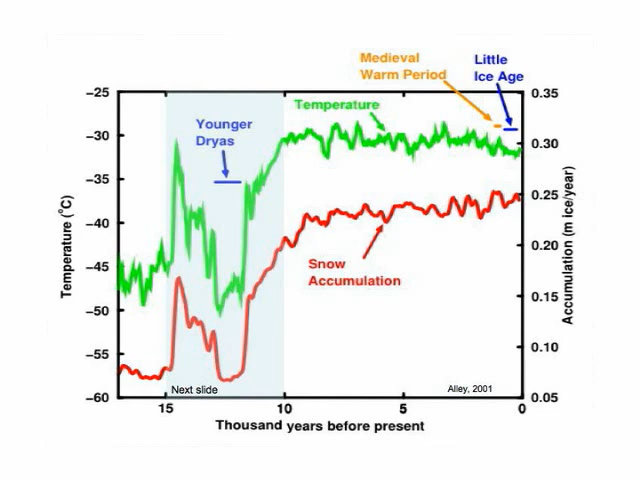 Medieval
Warm Period
Little
Ice Age
−25
−30
−35
−40
−45
−50
−55
−60
Temperature (°C)
Temperature
Younger
Dryas
Snow
Accumulation
Next slide
Alley, 2001
0.35
0.30
0.25
0.20
0.15
0.10
0.05
Accumulation (m ice/year)
15
10
5
0
Thousand years before present